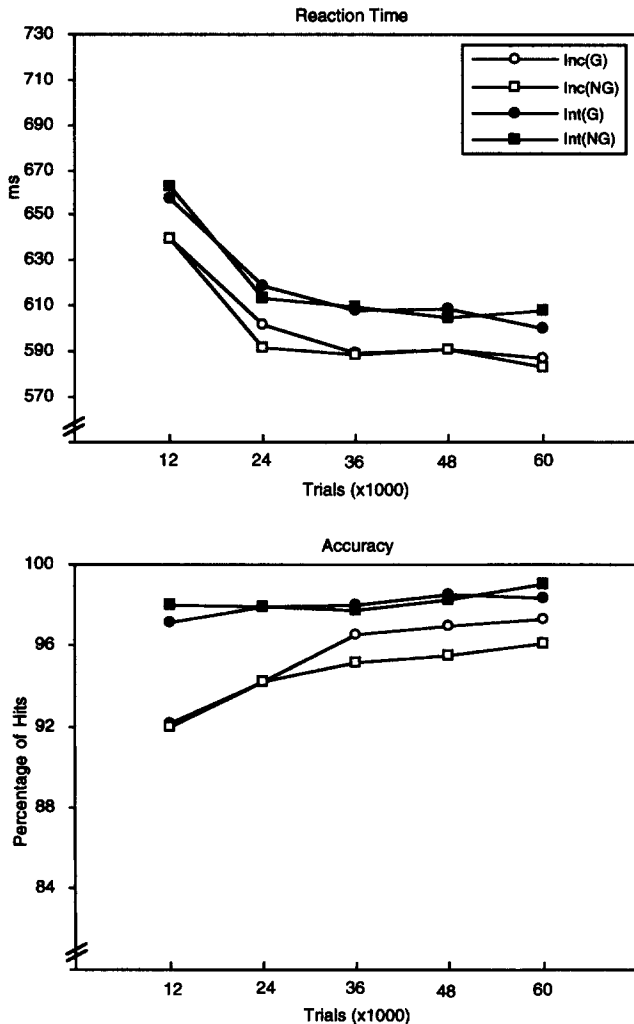 Reaction Time
730
710
690
670
650
630
610
590
570
ms
Inc(G)
Inc(NG)
Int(G)
Int(NG)
12 24 36 48 60
Trials (x1000)
Accuracy
100
96
92
88
84
Percentage of Hits
12 24 36 48 60
Trials (x1000)